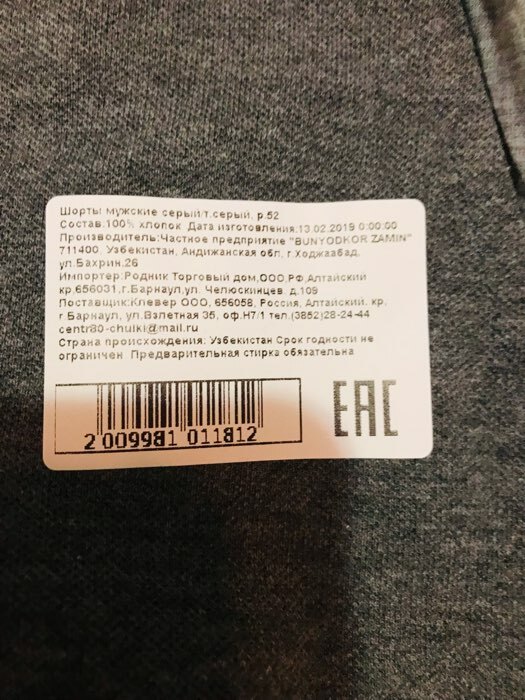 Шорты мужские серый/т.серый, р.52
Состав:100% хлопок Дата изготовления:13.02.2019 0:00:00
Производитель:Частное предприятие "BUNYODKOR ZAMIN"
711400, Узбекистан, Андижанская обл, г.Ходжаабад,
ул.Бахрин,26
Импортер:Родник Торговый дом,ООО,РФ,Алтайский
кр,656031,г.Барнаул,ул. Челюскинцев, д.109
Поставщик:Клевер ООО, 656058, Россия, Алтайский. кр,
г Барнаул, ул.Взлетная 35, оф.Н7/1 тел.(3852)28-24-44
centr80-chulki@mail.ru
Страна происхождения: Узбекистан Срок годности не
ограничен Предварительная стирка обязательна
2 009981 011812
EAC